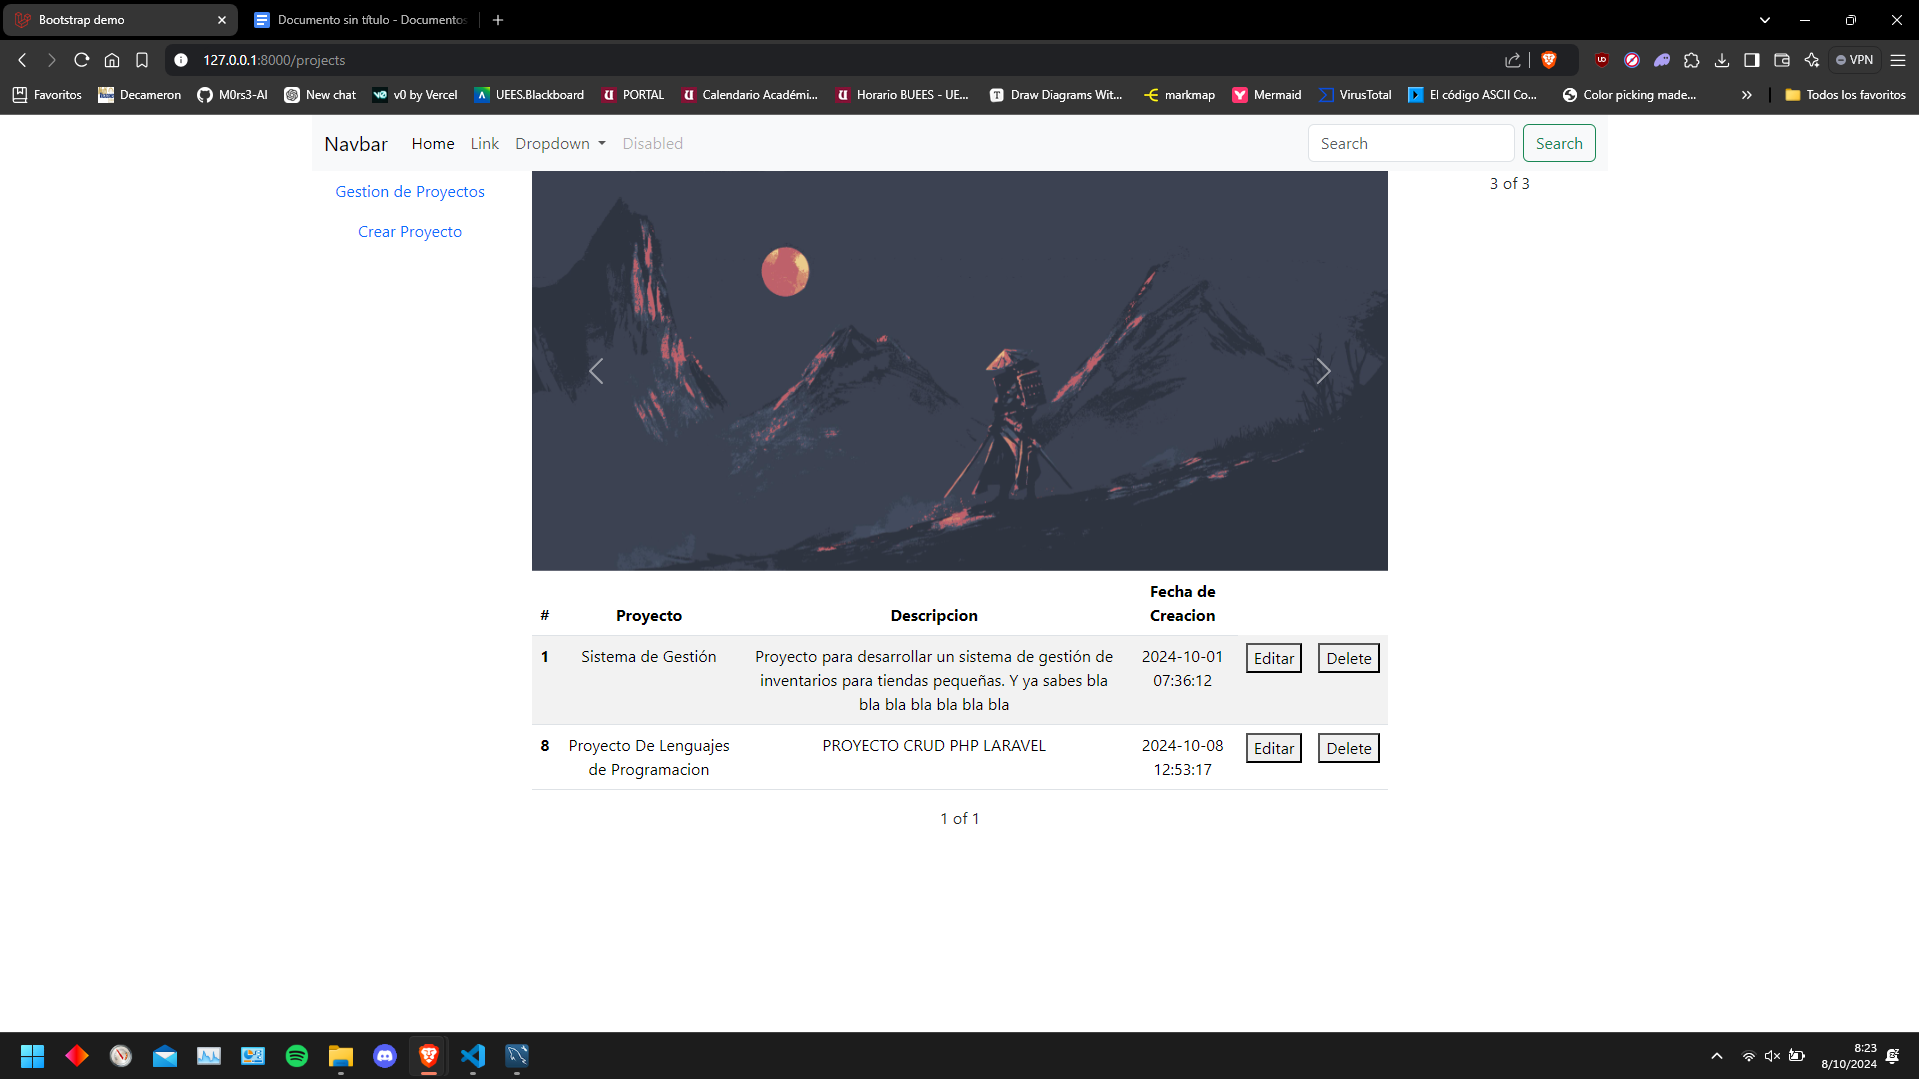 Bootstrap demo
Documento sin título - Documentos
127.0.0.1:8000/projects
VPN
Favoritos
Decameron
M0rs3-AI
New chat
v0 by Vercel
UEES.Blackboard
PORTAL
Calendario Académi...
Horario BUEES - UE...
Draw Diagrams Wit...
markmap
Mermaid
VirusTotal
El código ASCII Co...
Color picking made...
Todos los favoritos
Navbar
Home
Link
Dropdown
Disabled
Search
Search
Gestion de Proyectos
Crear Proyecto
3 of 3
# Proyecto Descripcion Fecha de
Creacion
1 Sistema de Gestión Proyecto para desarrollar un sistema de gestión de 2024-10-01 Editar Delete
inventarios para tiendas pequeñas. Y ya sabes bla 07:36:12
bla bla bla bla bla bla
8 Proyecto De Lenguajes PROYECTO CRUD PHP LARAVEL 2024-10-08 Editar Delete
de Programacion 12:53:17
1 of 1
8:23
8/10/2024